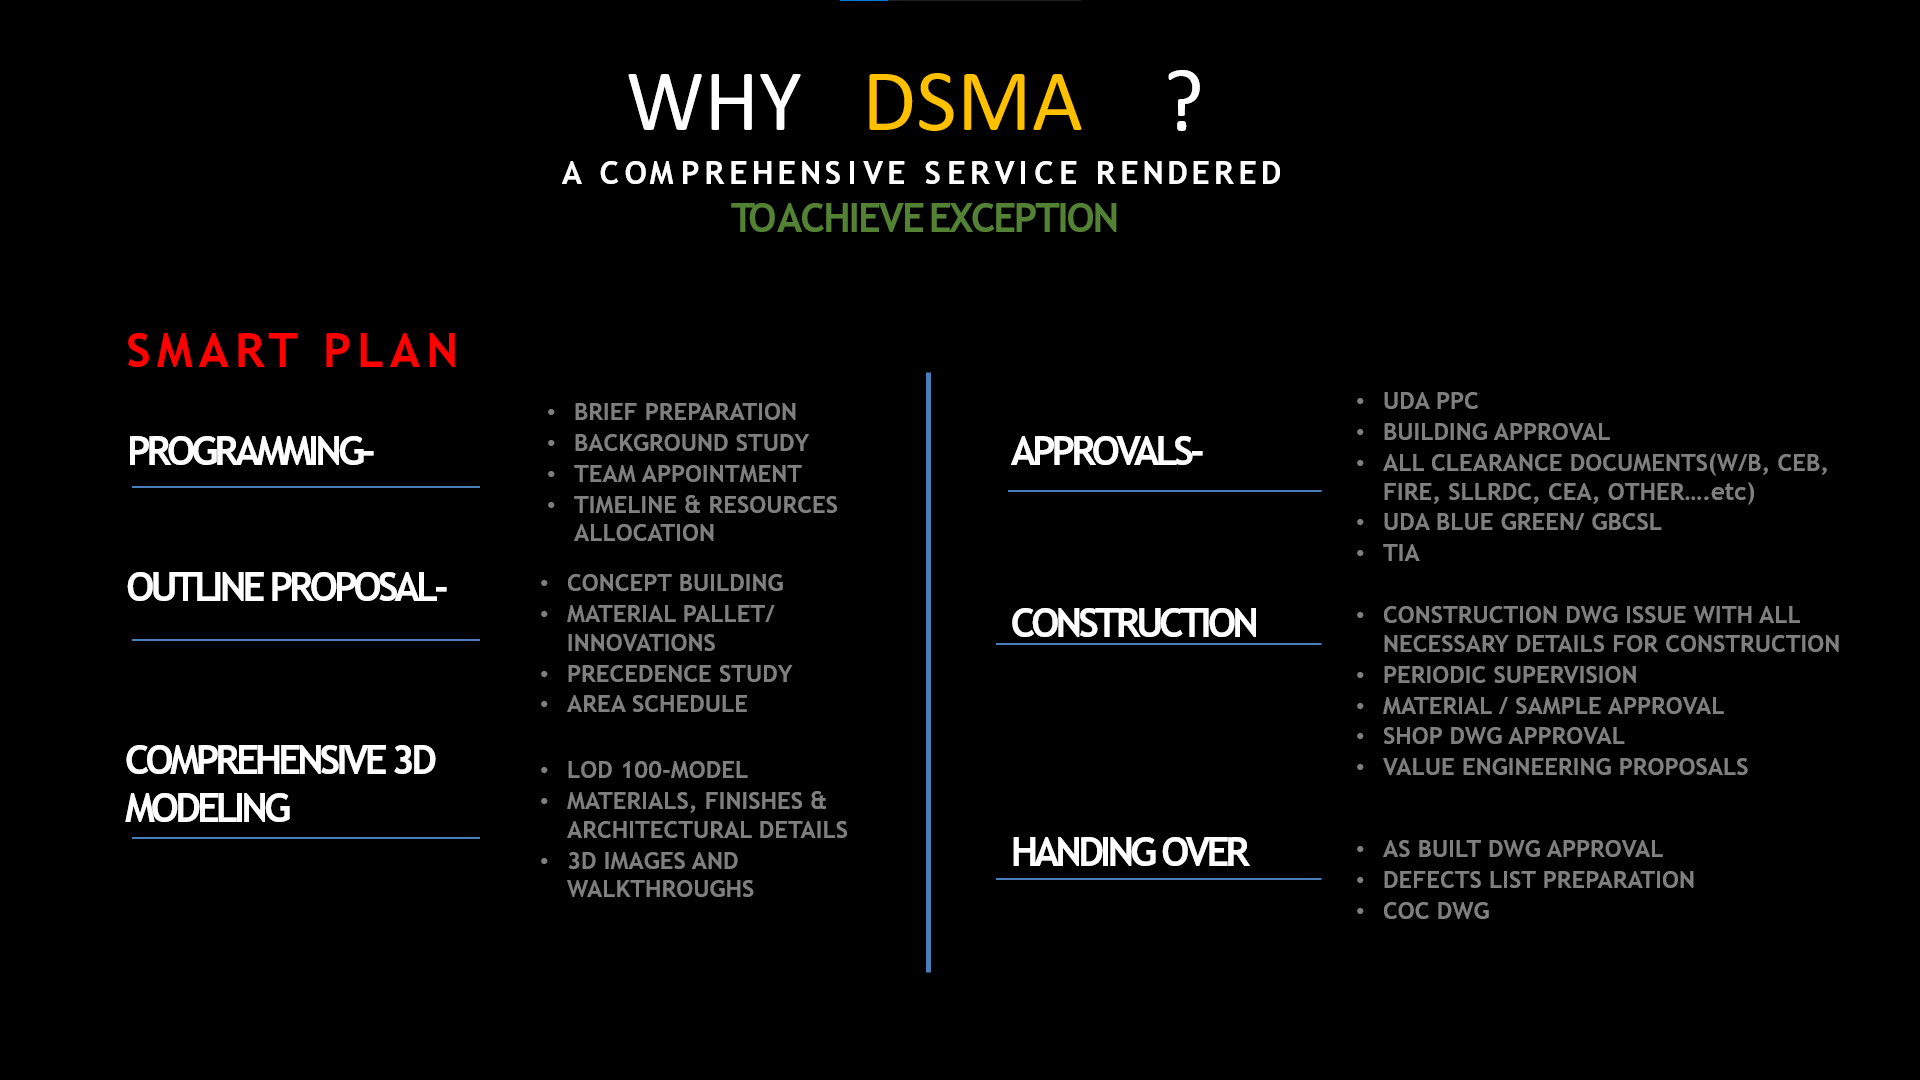 WHY DSMA ?
A COMPREHENSIVE SERVICE RENDERED
TO ACHIEVE EXCEPTION
SMART PLAN
PROGRAMMING-
• BRIEF PREPARATION
• BACKGROUND STUDY
• TEAM APPOINTMENT
• TIMELINE & RESOURCES
ALLOCATION
OUTLINE PROPOSAL-
• CONCEPT BUILDING
• MATERIAL PALLET/
INNOVATIONS
• PRECEDENCE STUDY
• AREA SCHEDULE
COMPREHENSIVE 3D
MODELING
• LOD 100-MODEL
• MATERIALS, FINISHES &
ARCHITECTURAL DETAILS
• 3D IMAGES AND
WALKTHROUGHS
APPROVALS-
• UDA PPC
• BUILDING APPROVAL
• ALL CLEARANCE DOCUMENTS(W/B, CEB,
FIRE, SLLRDC, CEA, OTHER....etc)
• UDA BLUE GREEN/ GBCSL
• TIA
CONSTRUCTION
• CONSTRUCTION DWG ISSUE WITH ALL
NECESSARY DETAILS FOR CONSTRUCTION
• PERIODIC SUPERVISION
• MATERIAL / SAMPLE APPROVAL
• SHOP DWG APPROVAL
• VALUE ENGINEERING PROPOSALS
HANDING OVER
• AS BUILT DWG APPROVAL
• DEFECTS LIST PREPARATION
• COC DWG